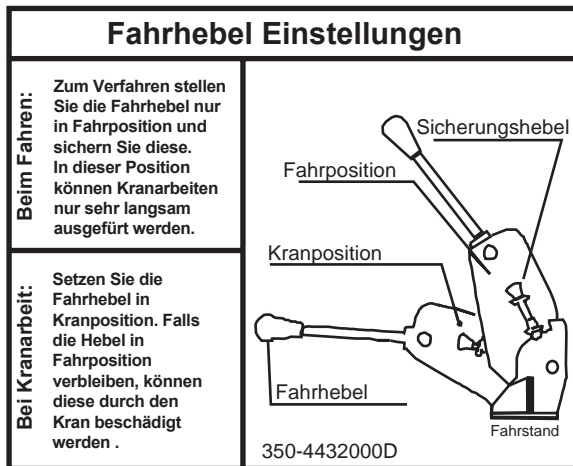 Fahrhebel Einstellungen
Beim Fahren:
Zum Verfahren stellen
Sie die Fahrhebel nur
in Fahrposition und
sichern Sie diese.
In dieser Position
können Kranarbeiten
nur sehr langsam
ausgefürt werden.
Bei Kranarbeit:
Setzen Sie die
Fahrhebel in
Kranposition. Falls
die Hebel in
Fahrposition
verbleiben, können
diese durch den
Kran beschädigt
werden .
Sicherungshebel
Fahrposition
Kranposition
Fahrhebel
Fahrstand
350-4432000D